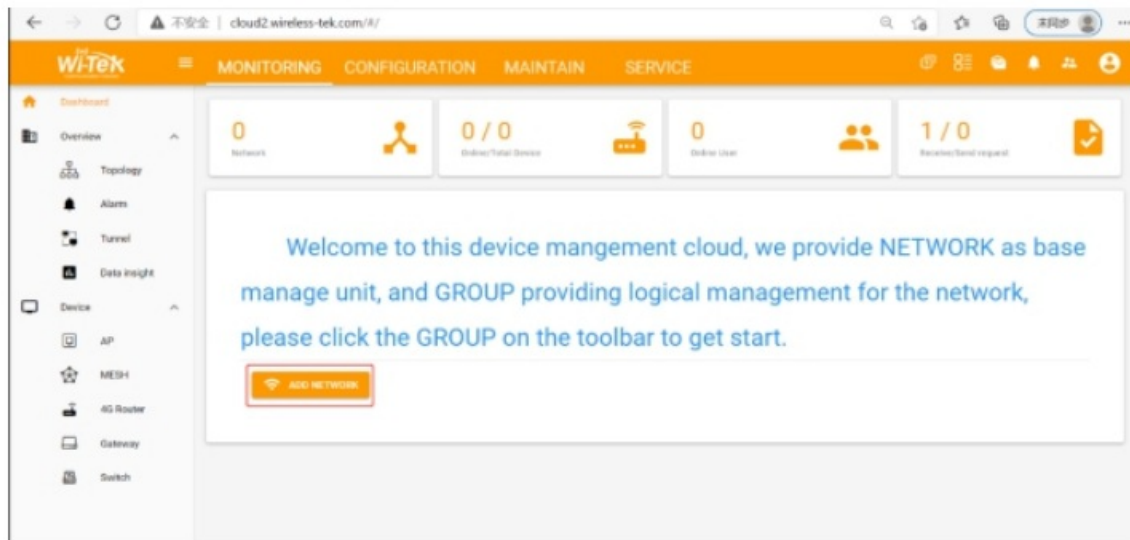 不安全 | cloud2.wireless-tek.com/#/
未同步
Wi-Tek
MONITORING CONFIGURATION MAINTAIN SERVICE
Dashboard
Overview
Topology
Alarm
Tunnel
Data insight
Device
AP
MESH
4G Router
Gateway
Switch
0
Network
0 / 0
Online/Total Device
0
Online User
1 / 0
Receive/Send request
Welcome to this device mangement cloud, we provide NETWORK as base
manage unit, and GROUP providing logical management for the network,
please click the GROUP on the toolbar to get start.
ADD NETWORK